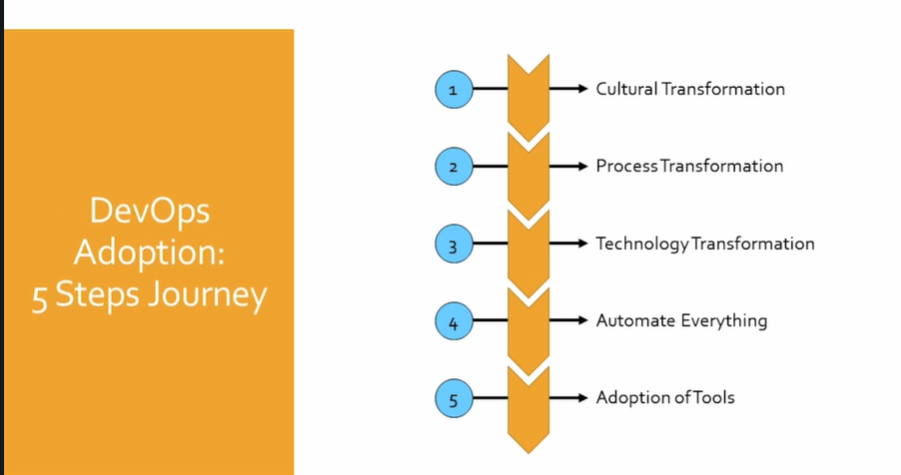 DevOps
Adoption:
5 Steps Journey
1
Cultural Transformation
2
Process Transformation
3
Technology Transformation
4
Automate Everything
5
Adoption of Tools